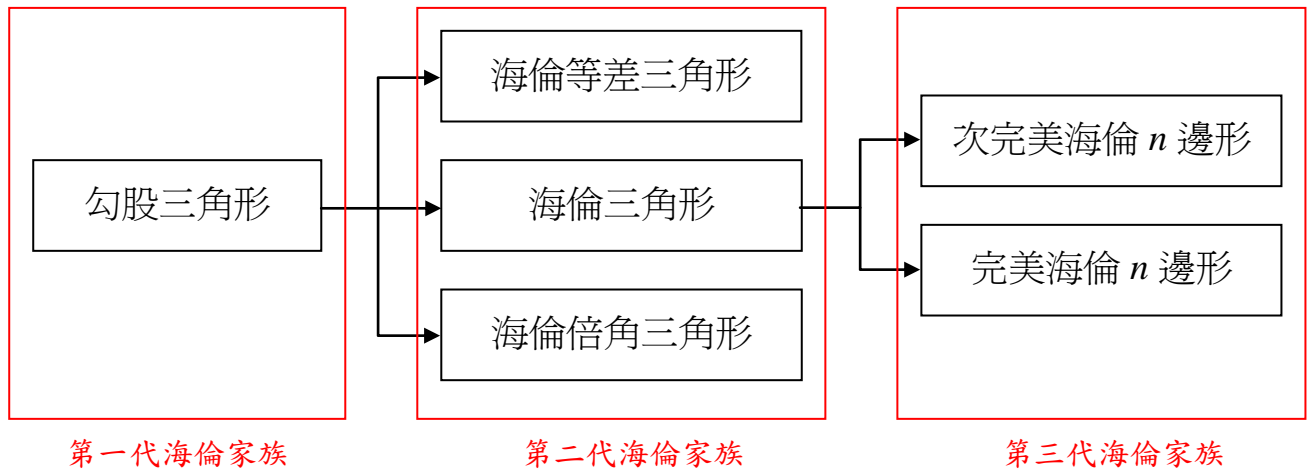 勾股三角形
海倫等差三角形
海倫三角形
海倫倍角三角形
次完美海倫 n 邊形
完美海倫 n 邊形
第一代海倫家族
第二代海倫家族
第三代海倫家族